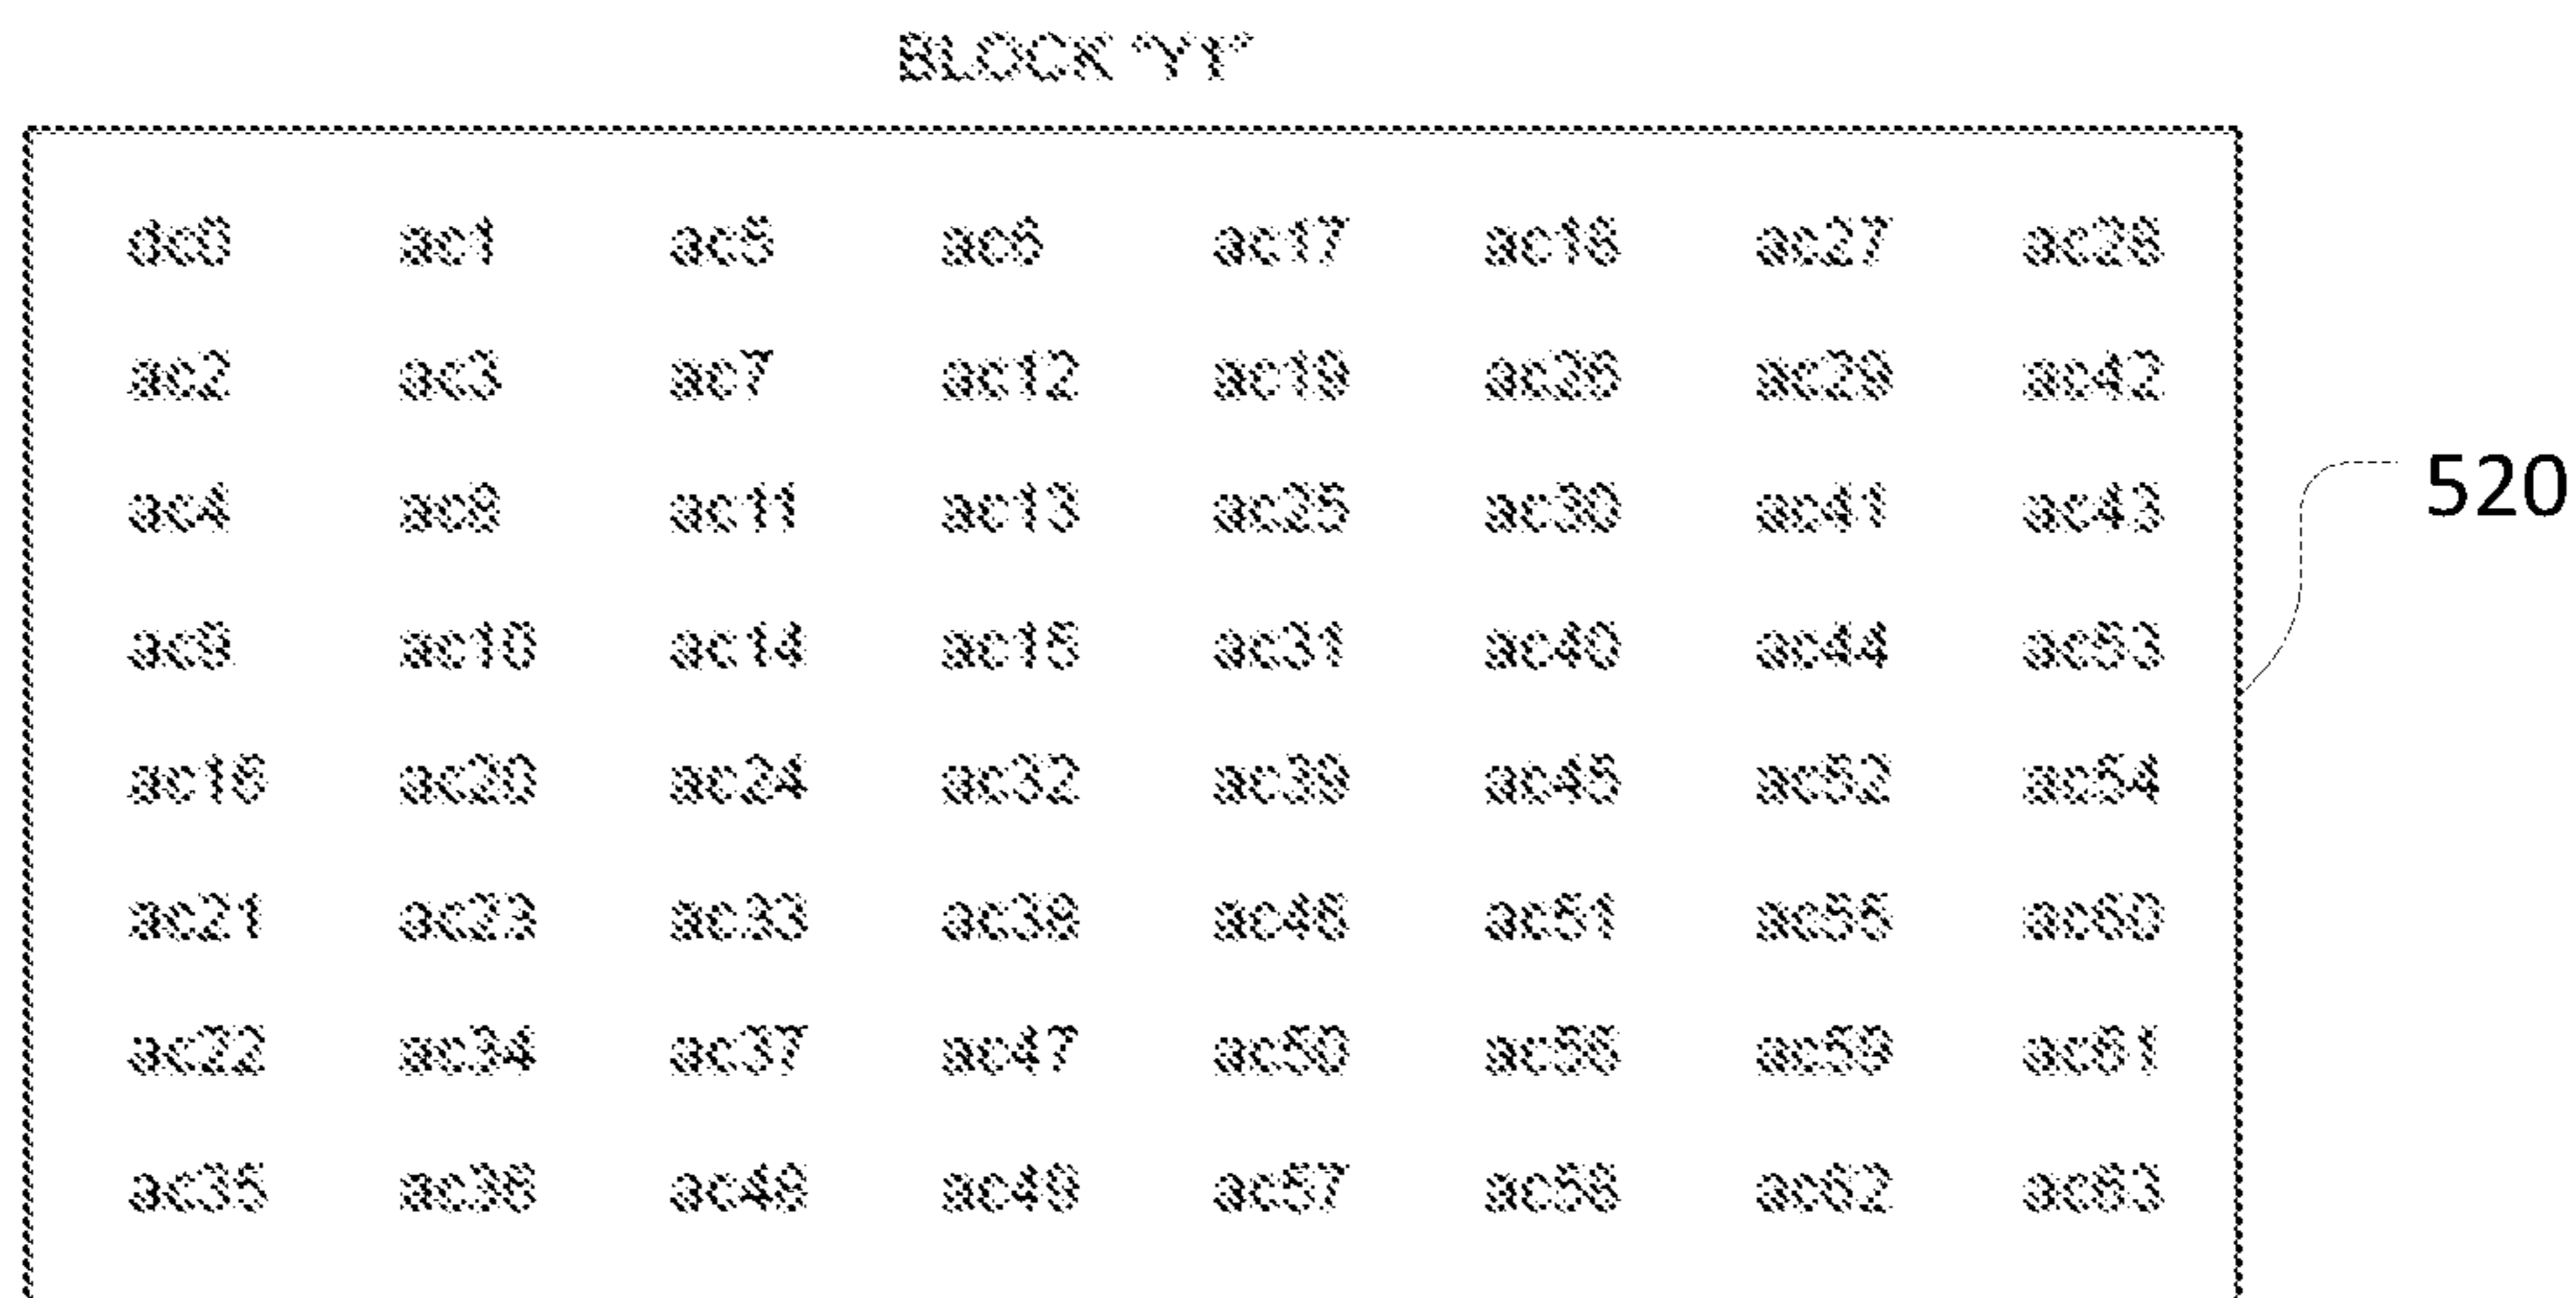 BLOCK "Y1"
dc0 ac1 ac5 ac6 ac17 ac18 ac27 ac28
ac2 ac3 ac7 ac12 ac19 ac26 ac29 ac42
ac4 ac8 ac11 ac13 ac25 ac30 ac41 ac43
520
ac9 ac10 ac14 ac15 ac31 ac40 ac44 ac53
ac16 ac20 ac24 ac32 ac39 ac45 ac52 ac54
ac21 ac23 ac33 ac38 ac46 ac51 ac55 ac60
ac22 ac34 ac37 ac47 ac50 ac56 ac59 ac61
ac35 ac36 ac48 ac49 ac57 ac58 ac62 ac63